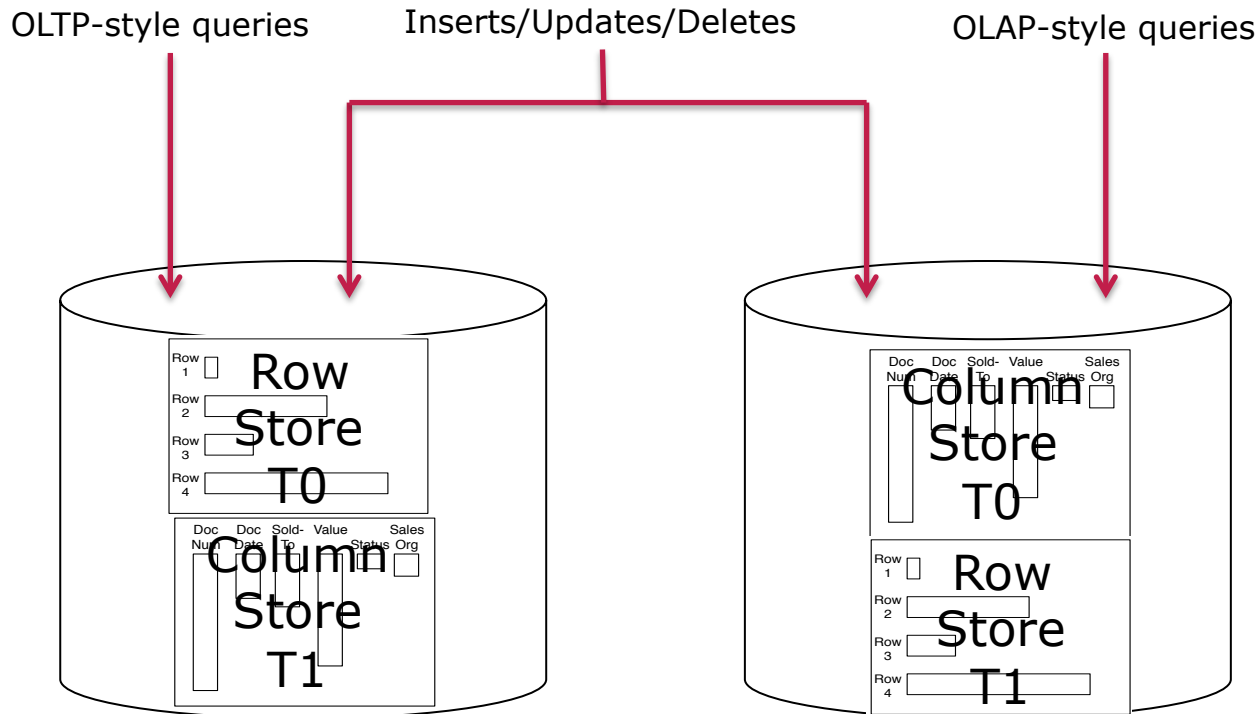 OLTP-style queries
Inserts/Updates/Deletes
OLAP-style queries
Row
1
Row
2
Row
3
Row
4
Row
Store
T0
Doc
Num
Doc
Date
Sold-
To
Value
Status
Sales
Org
Column
Store
T1
Doc
Num
Doc
Date
Sold-
To
Value
Status
Sales
Org
Column
Store
T0
Row
1
Row
2
Row
3
Row
4
Row
Store
T1